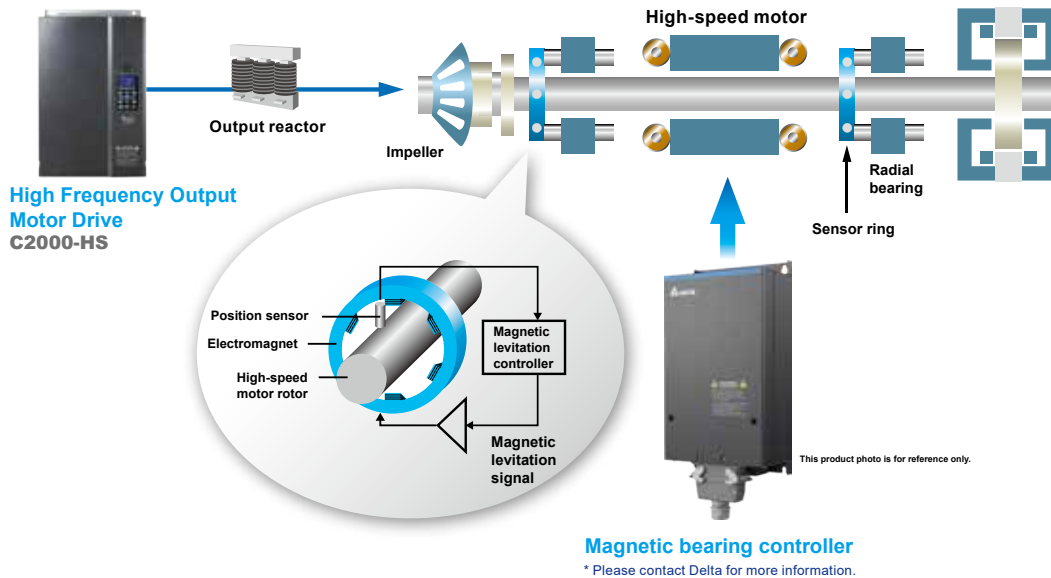 High-speed motor
Output reactor
Impeller
Radial
bearing
Sensor ring
High Frequency Output
Motor Drive
C2000-HS
Position sensor
Electromagnet
High-speed
motor rotor
Magnetic
levitation
controller
Magnetic
levitation
signal
This product photo is for reference only.
Magnetic bearing controller
* Please contact Delta for more information.